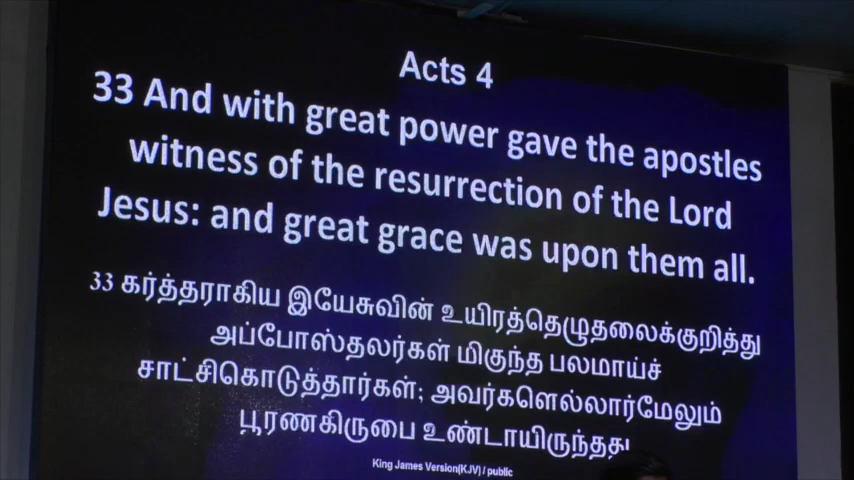 Acts 4
33 And with great power gave the apostles
witness of the resurrection of the Lord
Jesus: and great grace was upon them all.
33 கர்த்தராகிய இயேசுவின் உயிரத்தெழுதலைக்குறித்து
அப்போஸ்தலர்கள் மிகுந்த பலமாய்ச்
சாட்சிகொடுத்தார்கள்; அவர்களெல்லார்மேலும்
பூரணகிருபை உண்டாயிருந்தது
King James Version(KJV) / public